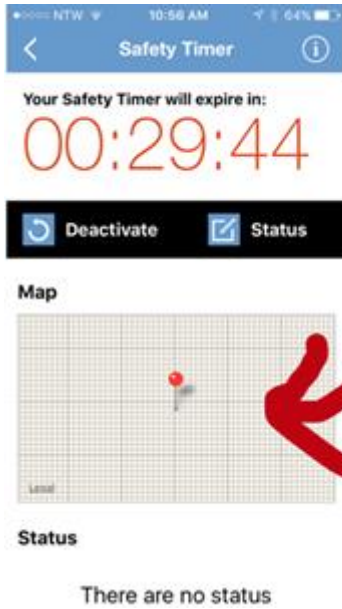 NTW 10:56 AM 64%
Safety Timer
Your Safety Timer will expire in:
00:29:44
Deactivate Status
Map
Legal
Status
There are no status